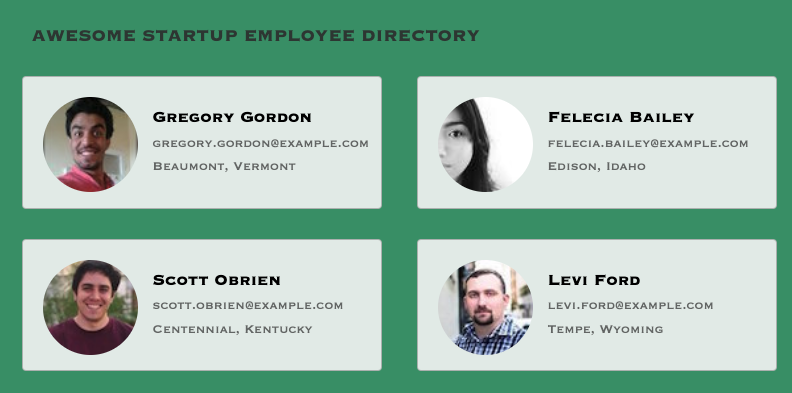 AWESOME STARTUP EMPLOYEE DIRECTORY
GREGORY GORDON
GREGORY.GORDON@EXAMPLE.COM
BEAUMONT, VERMONT
FELECIA BAILEY
FELECIA.BAILEY@EXAMPLE.COM
EDISON, IDAHO
SCOTT OBRIEN
SCOTT.OBRIEN@EXAMPLE.COM
CENTENNIAL, KENTUCKY
LEVI FORD
LEVI.FORD@EXAMPLE.COM
TEMPE, WYOMING